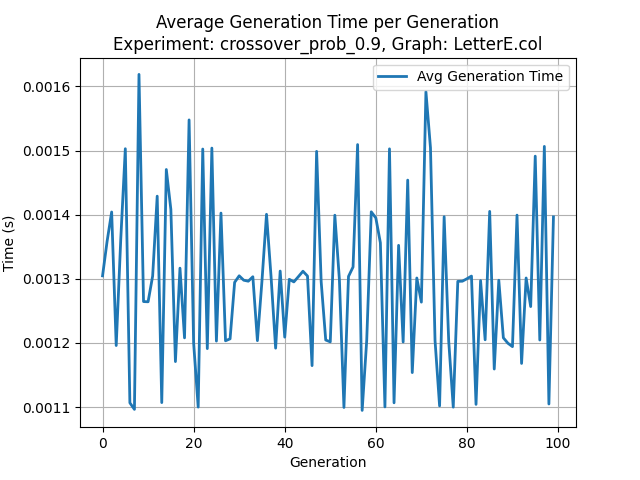 Average Generation Time per Generation
Experiment: crossover_prob_0.9, Graph: LetterE.col
Avg Generation Time
0.0016
0.0015
0.0014
0.0013
0.0012
0.0011
Time (s)
0 20 40 60 80 100
Generation